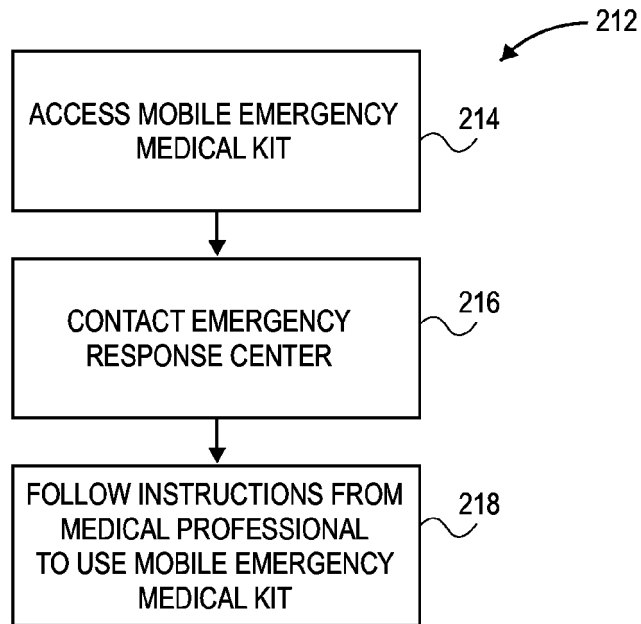 212
ACCESS MOBILE EMERGENCY
MEDICAL KIT
214
CONTACT EMERGENCY
RESPONSE CENTER
216
FOLLOW INSTRUCTIONS FROM
MEDICAL PROFESSIONAL
TO USE MOBILE EMERGENCY
MEDICAL KIT
218